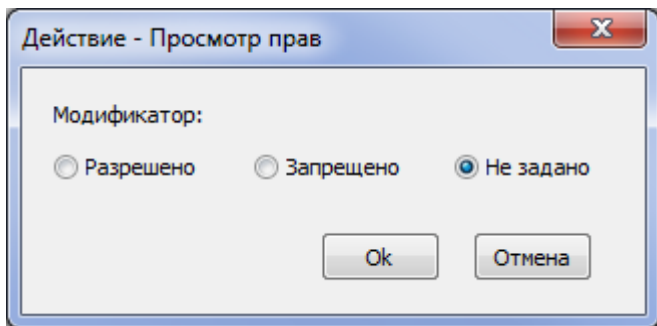 Действие - Просмотр прав
Модификатор:
Разрешено Запрещено Не задано
Ok Отмена